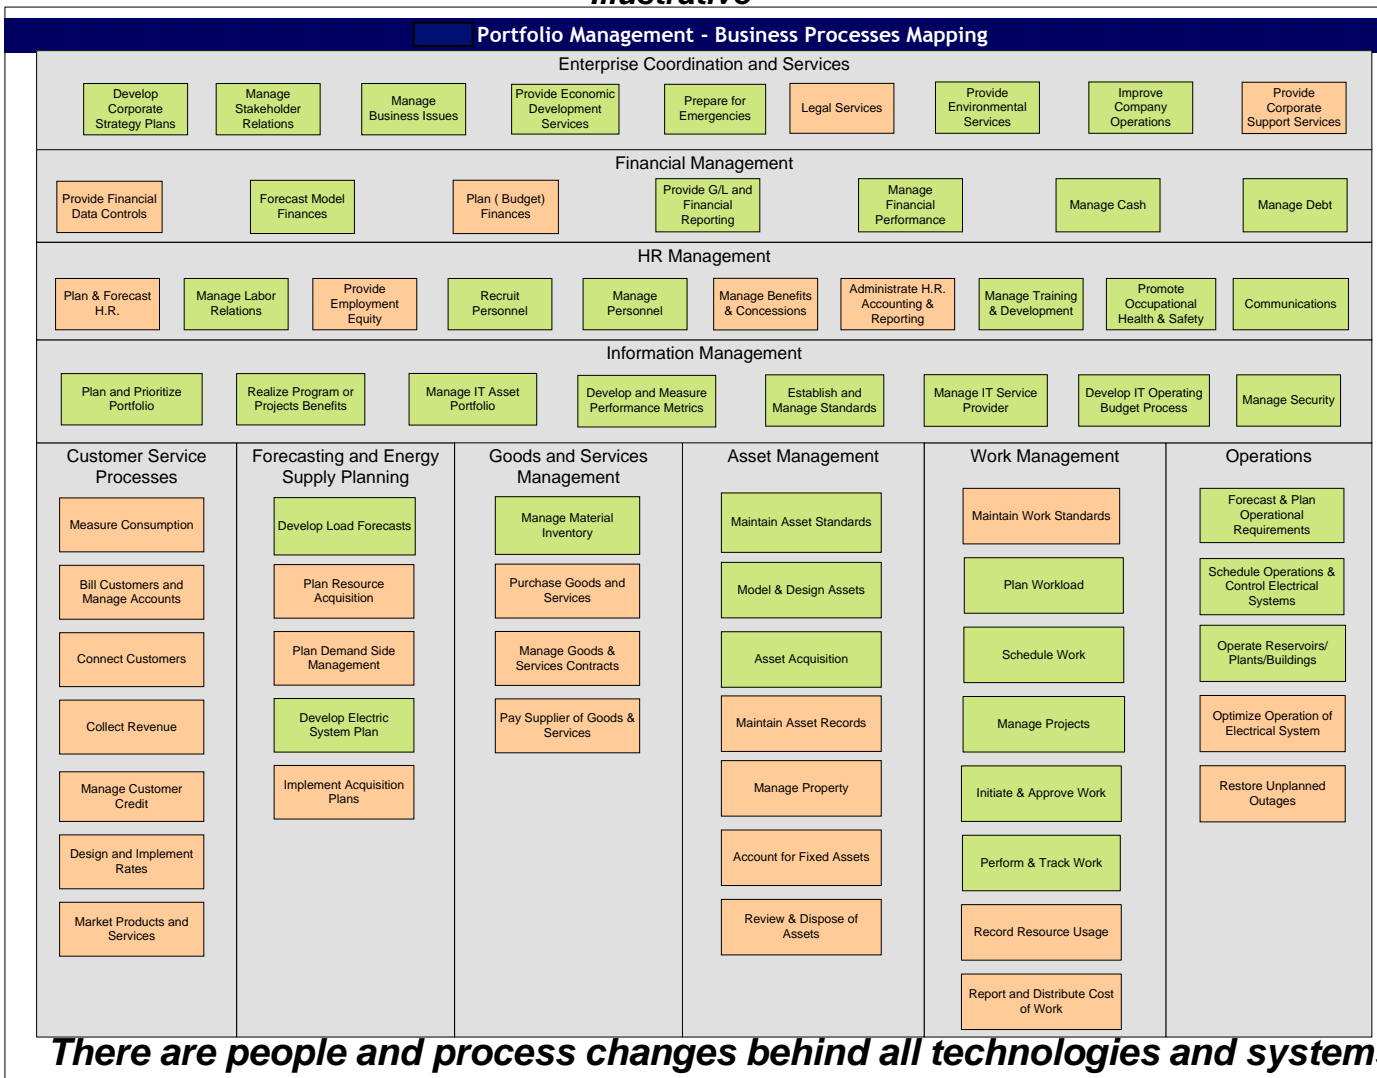 Illustrative
Portfolio Management - Business Processes Mapping
Enterprise Coordination and Services
Develop
Corporate
Strategy Plans
Manage
Stakeholder
Relations
Manage
Business Issues
Provide Economic
Development
Services
Prepare for
Emergencies
Legal Services
Provide
Environmental
Services
Improve
Company
Operations
Provide
Corporate
Support Services
Financial Management
Provide Financial
Data Controls
Forecast Model
Finances
Plan ( Budget)
Finances
Provide G/L and
Financial
Reporting
Manage
Financial
Performance
Manage Cash
Manage Debt
HR Management
Plan & Forecast
H.R.
Manage Labor
Relations
Provide
Employment
Equity
Recruit
Personnel
Manage
Personnel
Manage Benefits
& Concessions
Administrate H.R.
Accounting &
Reporting
Manage Training
& Development
Promote
Occupational
Health & Safety
Communications
Information Management
Plan and Prioritize
Portfolio
Realize Program or
Projects Benefits
Manage IT Asset
Portfolio
Develop and Measure
Performance Metrics
Establish and
Manage Standards
Manage IT Service
Provider
Develop IT Operating
Budget Process
Manage Security
Customer Service
Processes
Measure Consumption
Bill Customers and
Manage Accounts
Connect Customers
Collect Revenue
Manage Customer
Credit
Design and Implement
Rates
Market Products and
Services
Forecasting and Energy
Supply Planning
Develop Load Forecasts
Plan Resource
Acquisition
Plan Demand Side
Management
Develop Electric
System Plan
Implement Acquisition
Plans
Goods and Services
Management
Manage Material
Inventory
Purchase Goods and
Services
Manage Goods &
Services Contracts
Pay Supplier of Goods &
Services
Asset Management
Maintain Asset Standards
Model & Design Assets
Asset Acquisition
Maintain Asset Records
Manage Property
Account for Fixed Assets
Review & Dispose of
Assets
Work Management
Maintain Work Standards
Plan Workload
Schedule Work
Manage Projects
Initiate & Approve Work
Perform & Track Work
Record Resource Usage
Report and Distribute Cost
of Work
Operations
Forecast & Plan
Operational
Requirements
Schedule Operations &
Control Electrical
Systems
Operate Reservoirs/
Plants/Buildings
Optimize Operation of
Electrical System
Restore Unplanned
Outages
There are people and process changes behind all technologies and systems